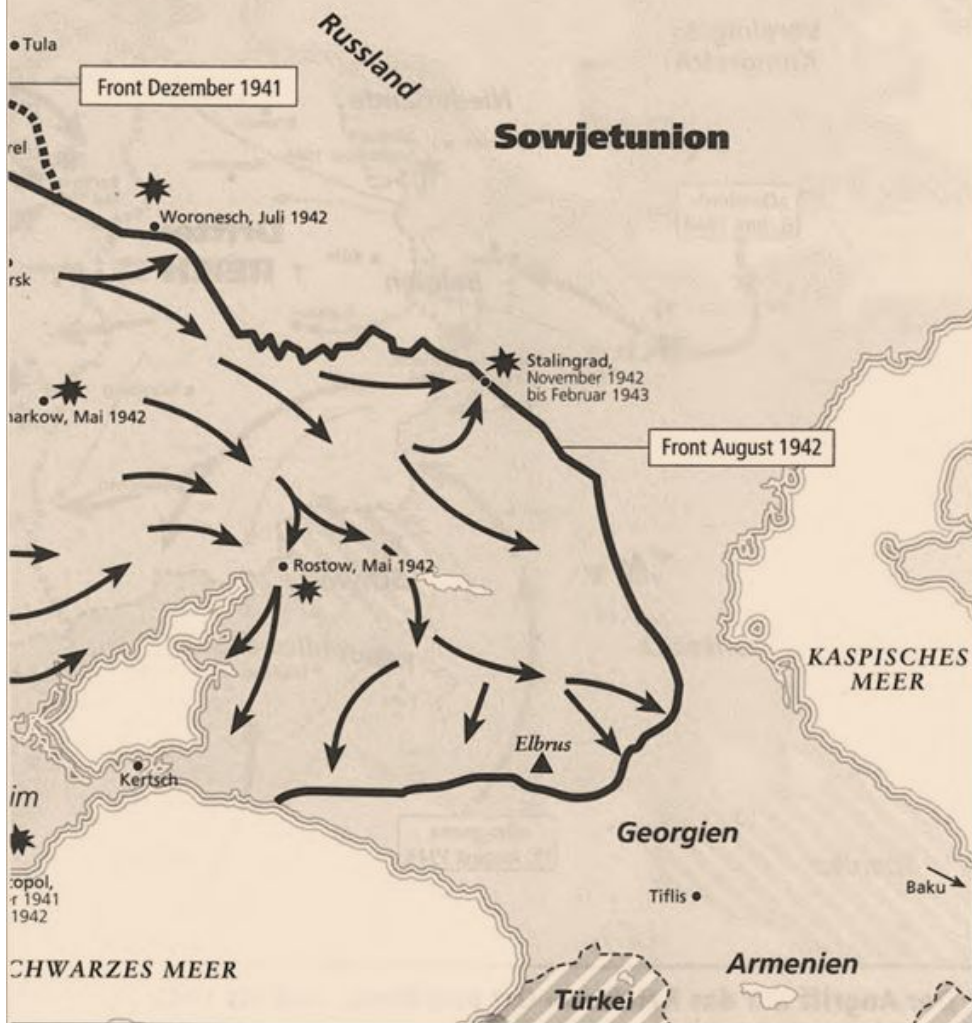 Russland
Tula
Front Dezember 1941
Sowjetunion
rel
Woronesch, Juli 1942
rsk
Stalingrad,
November 1942
bis Februar 1943
harkow, Mai 1942
Front August 1942
Rostow, Mai 1942
KASPISCHES
MEER
Elbrus
Kertsch
im
Georgien
topol,
r 1941
1942
Tiflis
Baku
CHWARZES MEER
Armenien
Türkei